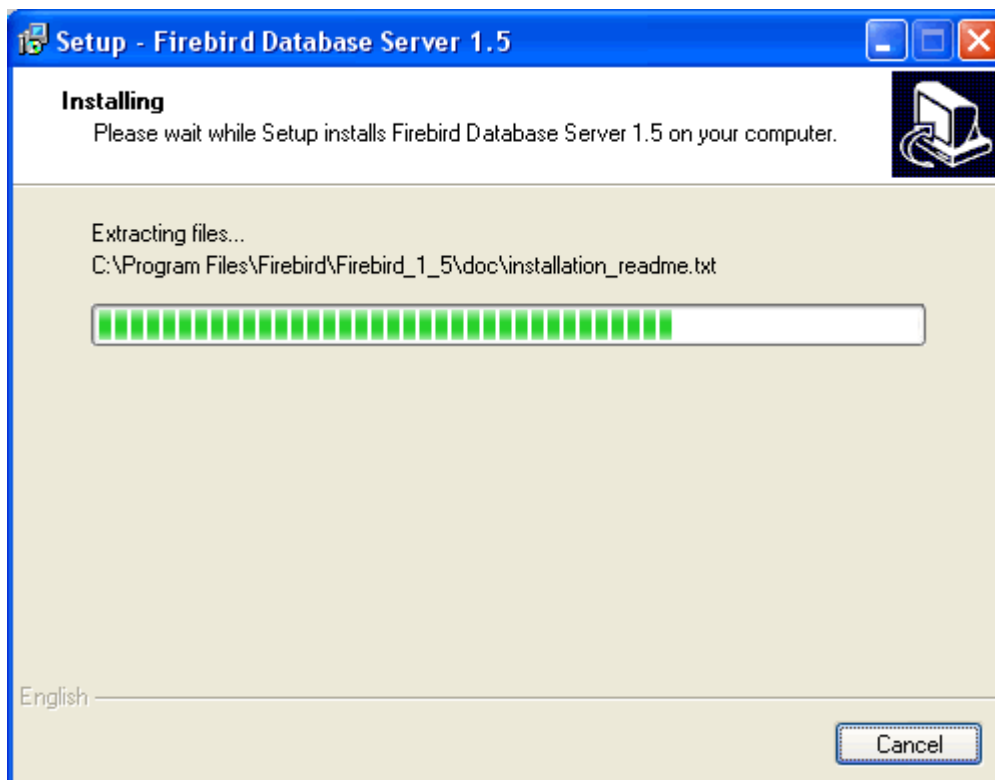 Setup - Firebird Database Server 1.5
Installing
Please wait while Setup installs Firebird Database Server 1.5 on your computer.
Extracting files...
C:\Program Files\Firebird\Firebird_1_5\doc\installation_readme.txt
English
Cancel